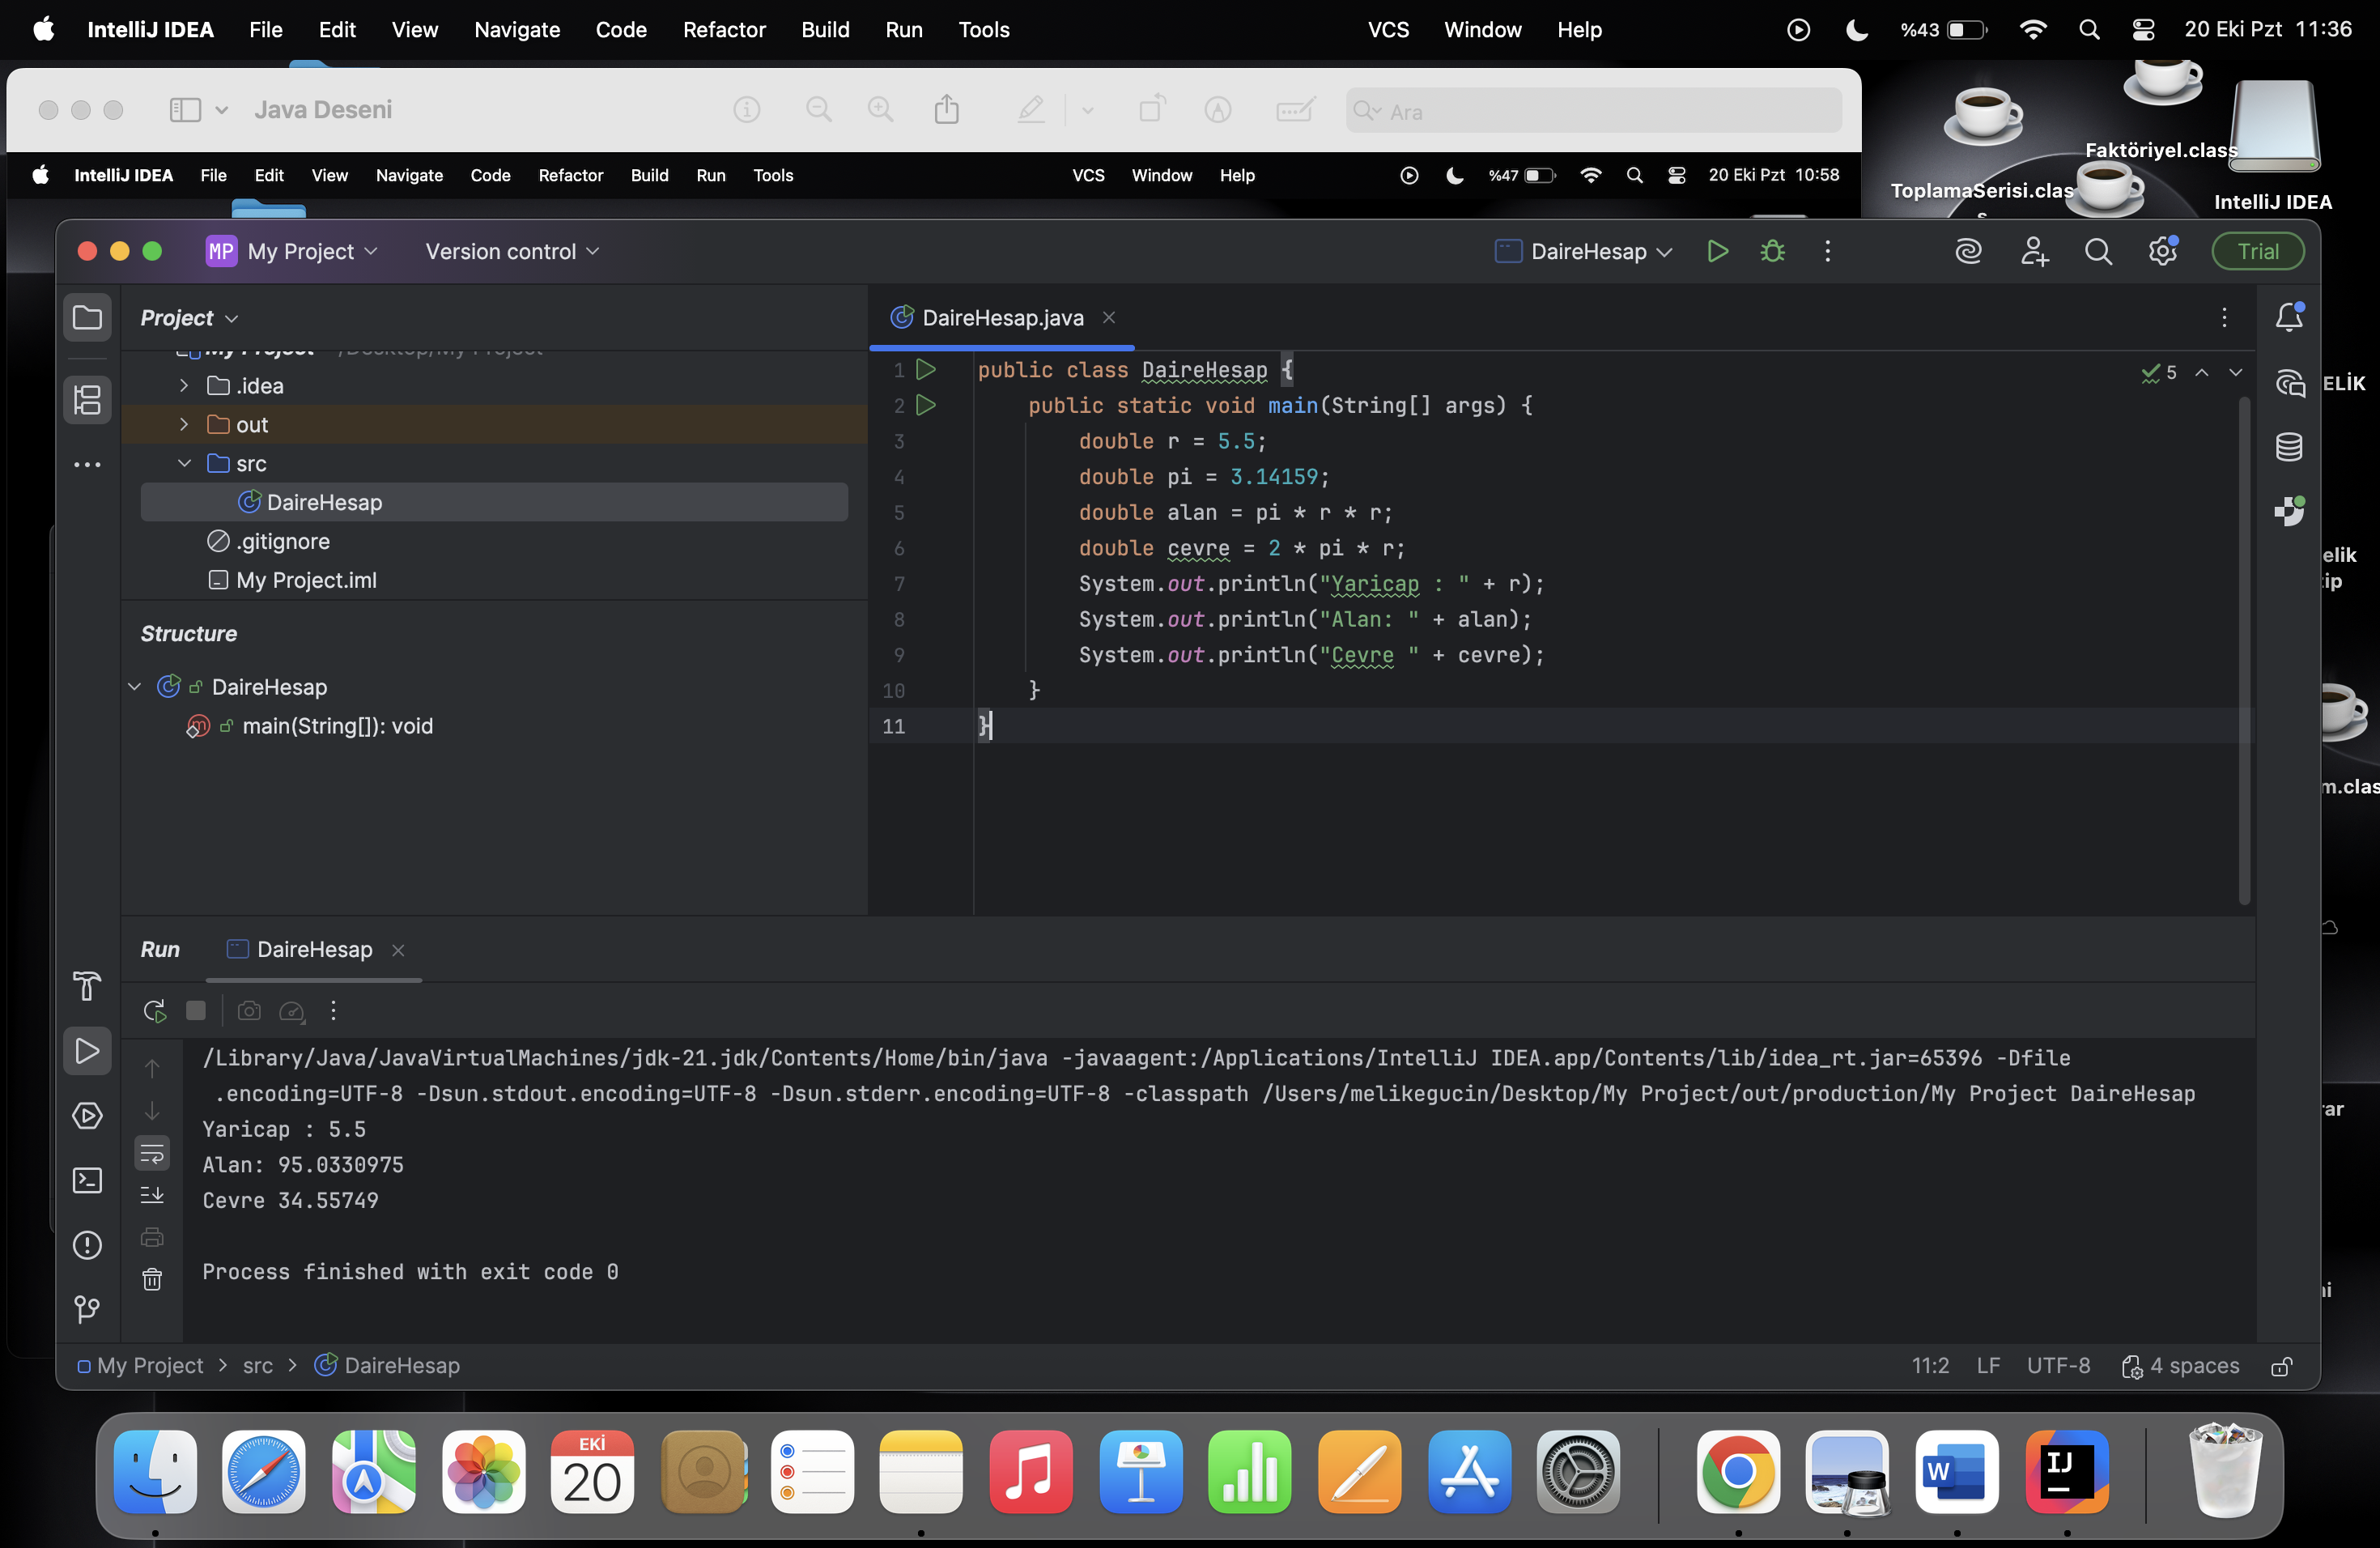 IntelliJ IDEA File Edit View Navigate Code Refactor Build Run Tools VCS Window Help %43 20 Eki Pzt 11:36
Java Deseni Ara
IntelliJ IDEA File Edit View Navigate Code Refactor Build Run Tools VCS Window Help %47 20 Eki Pzt 10:58
Faktöriyel.class
ToplamaSerisi.clas
s
IntelliJ IDEA
MP My Project Version control DaireHesap Trial
Project
DaireHesap.java
My Project ~/Desktop/My Project
.idea
out
src
DaireHesap
.gitignore
My Project.iml
Structure
DaireHesap
main(String[]): void
5
1 public class DaireHesap {
2 public static void main(String[] args) {
3 double r = 5.5;
4 double pi = 3.14159;
5 double alan = pi * r * r;
6 double cevre = 2 * pi * r;
7 System.out.println("Yaricap : " + r);
8 System.out.println("Alan: " + alan);
9 System.out.println("Cevre " + cevre);
10 }
11 }
ELİK
elik
m.clas
Run DaireHesap
/Library/Java/JavaVirtualMachines/jdk-21.jdk/Contents/Home/bin/java -javaagent:/Applications/IntelliJ IDEA.app/Contents/lib/idea_rt.jar=65396 -Dfile
.encoding=UTF-8 -Dsun.stdout.encoding=UTF-8 -Dsun.stderr.encoding=UTF-8 -classpath /Users/melikegucin/Desktop/My Project/out/production/My Project DaireHesap
Yaricap : 5.5
Alan: 95.0330975
Cevre 34.55749
Process finished with exit code 0
My Project src DaireHesap 11:2 LF UTF-8 4 spaces
EKİ
20
W
IJ